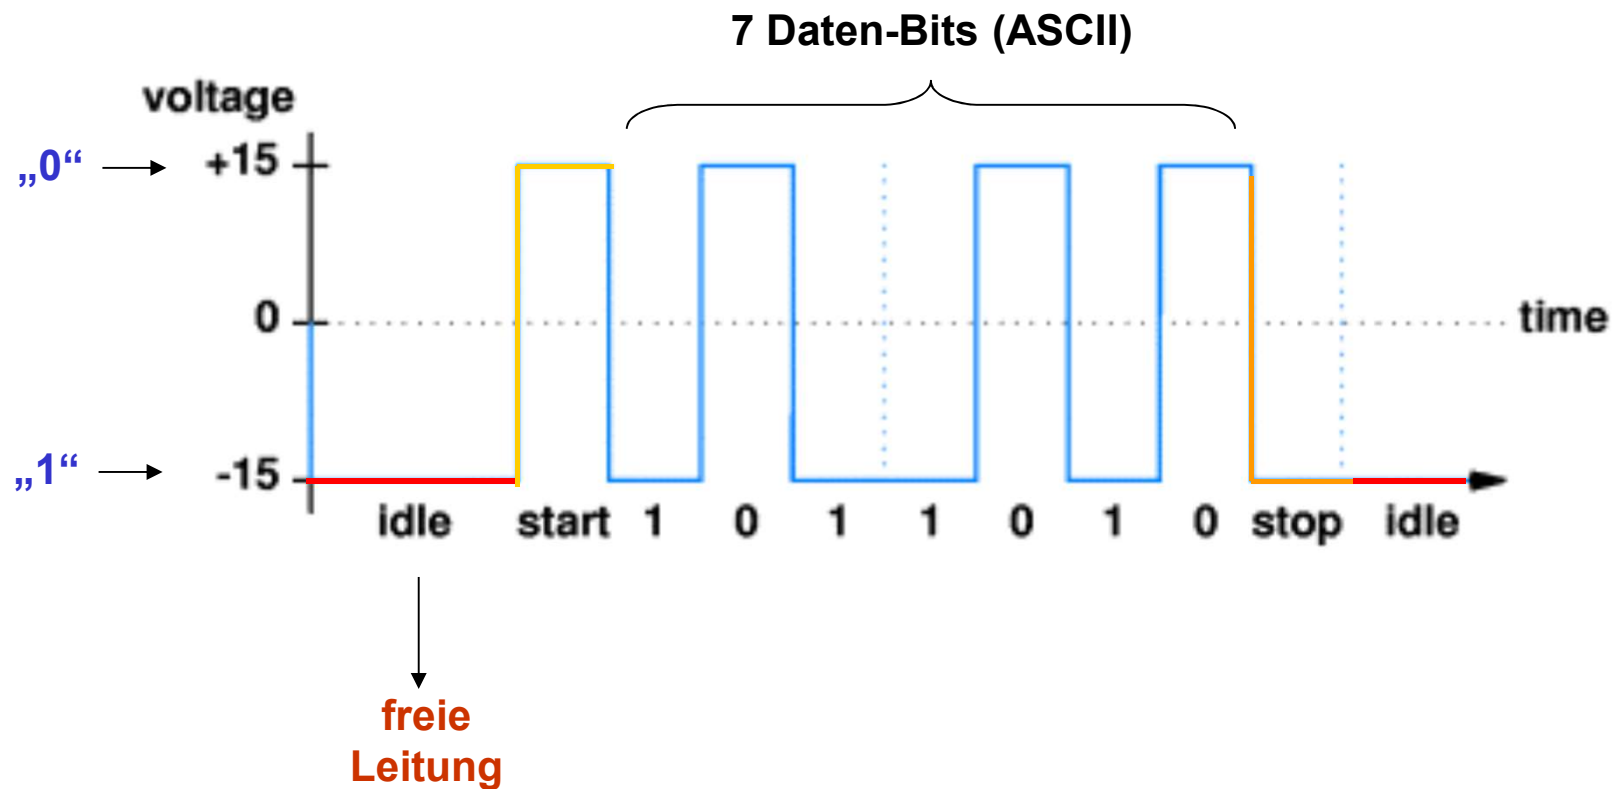 7 Daten-Bits (ASCII)
voltage
„0“
+15
0
time
„1“
-15
idle start 1 0 1 1 0 1 0 stop idle
freie
Leitung